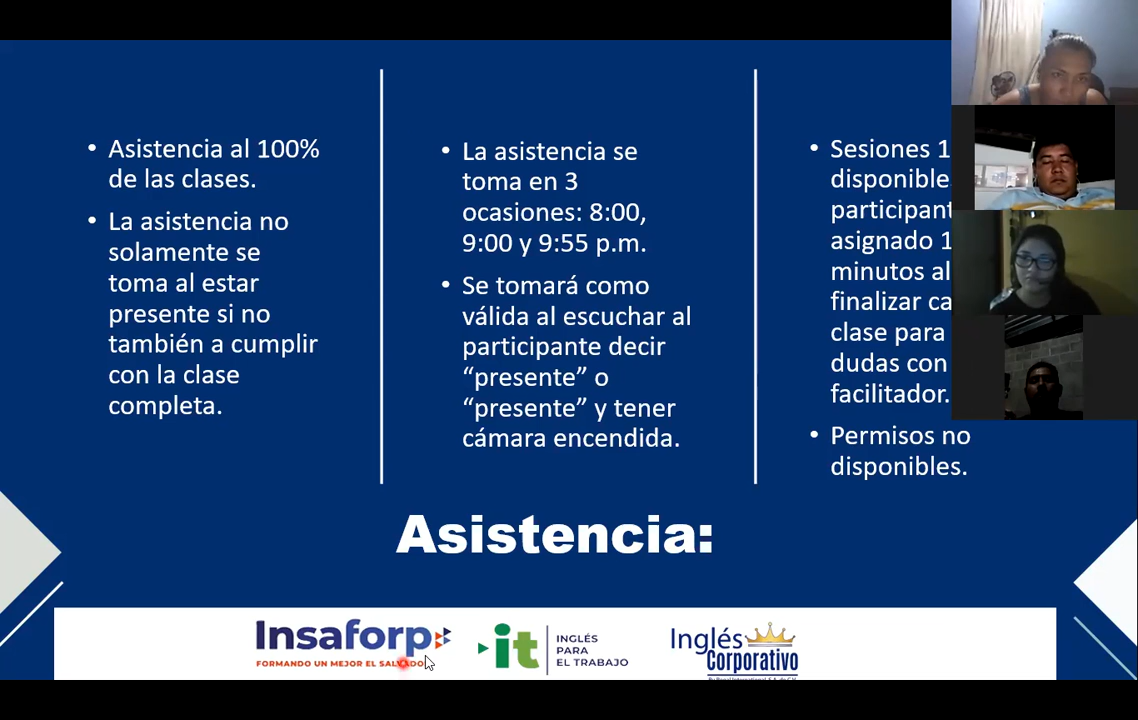 • Asistencia al 100%
de las clases.
• La asistencia no
solamente se
toma al estar
presente si no
también a cumplir
con la clase
completa.
• La asistencia se
toma en 3
ocasiones: 8:00,
9:00 y 9:55 p.m.
• Se tomará como
válida al escuchar al
participante decir
“presente” o
“presente” y tener
cámara encendida.
• Sesiones 1
disponible
participant
asignado 1
minutos al
finalizar ca
clase para
dudas con
facilitador.
• Permisos no
disponibles.
Asistencia:
Insaforp
FORMANDO UN MEJOR EL SALVADOR
it
INGLÉS
PARA
EL TRABAJO
Inglés
Corporativo